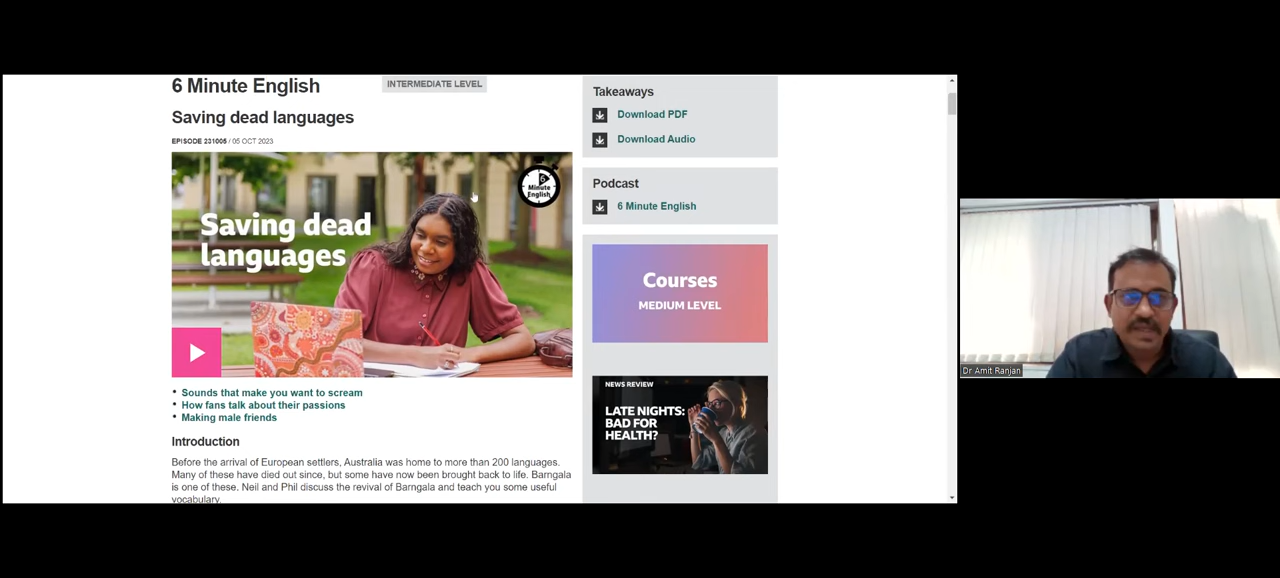 6 Minute English
INTERMEDIATE LEVEL
Saving dead languages
EPISODE 231005 / 05 OCT 2023
6
Minute
English
Saving dead
languages
Sounds that make you want to scream
How fans talk about their passions
Making male friends
Introduction
Before the arrival of European settlers, Australia was home to more than 200 languages.
Many of these have died out since, but some have now been brought back to life. Barngala
is one of these. Neil and Phil discuss the revival of Barngala and teach you some useful
vocabulary.
Takeaways
Download PDF
Download Audio
Podcast
6 Minute English
Courses
MEDIUM LEVEL
NEWS REVIEW
LATE NIGHTS:
BAD FOR
HEALTH?
Dr Amit Ranjan